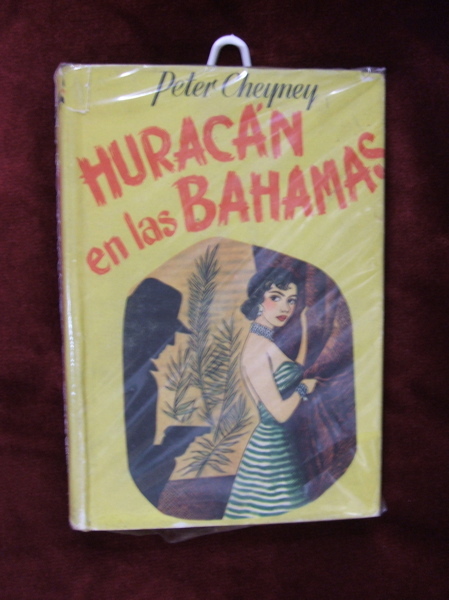 Peter Cheyney
HURACÁN
en las BAHAMAS